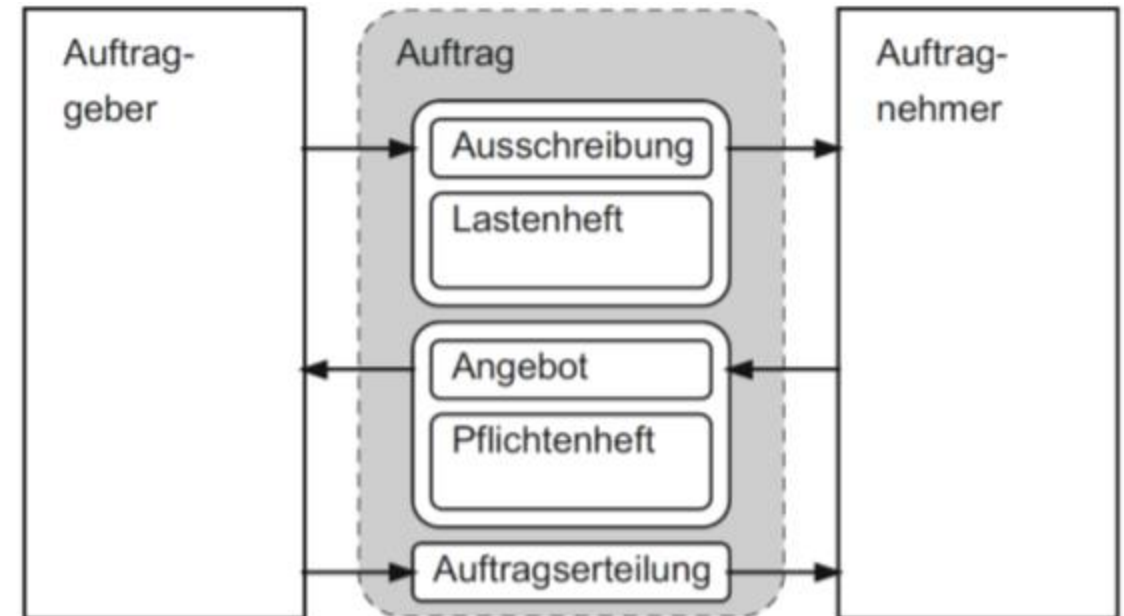 Auftrag-
geber
Auftrag
Auftrag-
nehmer
Ausschreibung
Lastenheft
Angebot
Pflichtenheft
Auftragserteilung